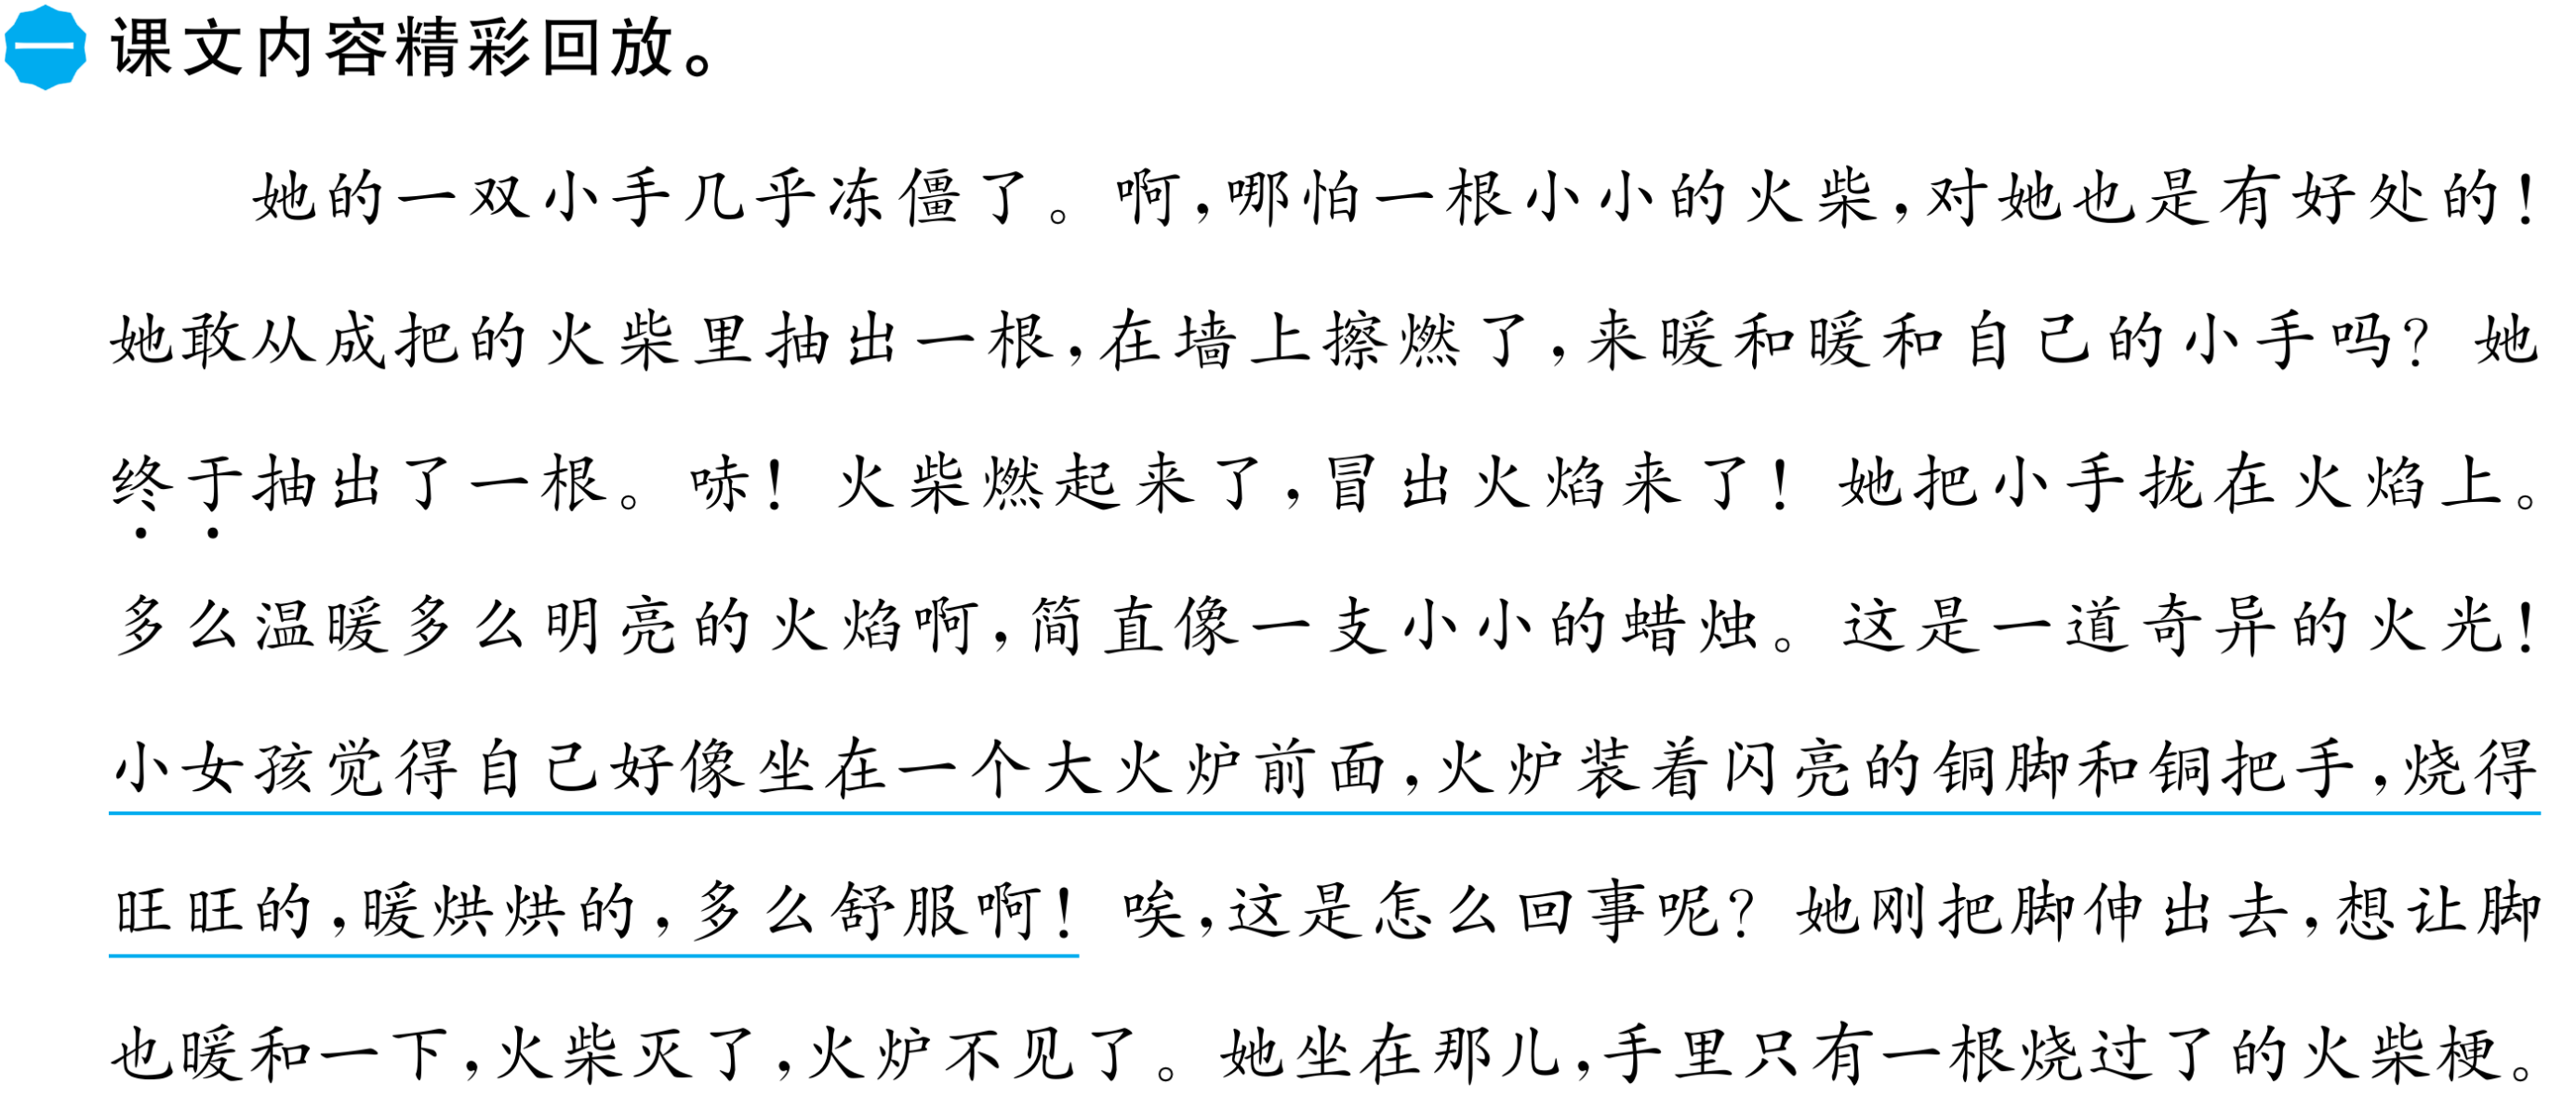 一 课文内容精彩回放。
她的一双小手几乎冻僵了。啊,哪怕一根小小的火柴,对她也是有好处的!
她敢从成把的火柴里抽出一根,在墙上擦燃了,来暖和暖和自己的小手吗? 她
终于抽出了一根。哧! 火柴燃起来了,冒出火焰来了! 她把小手拢在火焰上。
多么温暖多么明亮的火焰啊,简直像一支小小的蜡烛。这是一道奇异的火光!
小女孩觉得自己好像坐在一个大火炉前面,火炉装着闪亮的铜脚和铜把手,烧得
旺旺的,暖烘烘的,多么舒服啊! 唉,这是怎么回事呢? 她刚把脚伸出去,想让脚
也暖和一下,火柴灭了,火炉不见了。她坐在那儿,手里只有一根烧过了的火柴梗。